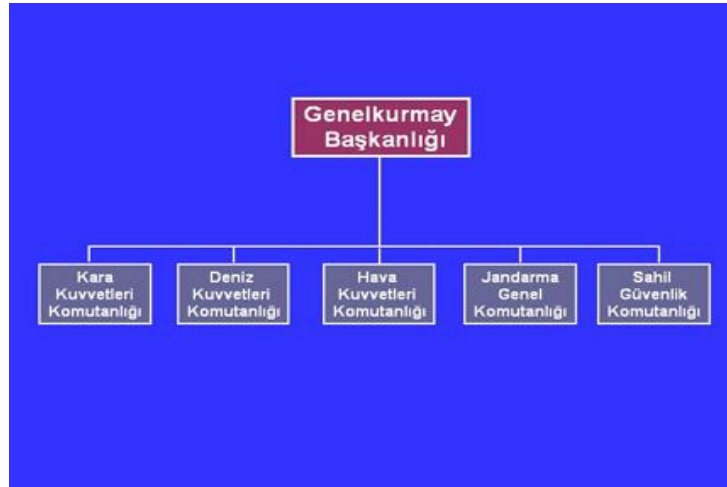 Genelkurmay
Başkanlığı
Kara
Kuvvetleri
Komutanlığı
Deniz
Kuvvetleri
Komutanlığı
Hava
Kuvvetleri
Komutanlığı
Jandarma
Genel
Komutanlığı
Sahil
Güvenlik
Komutanlığı